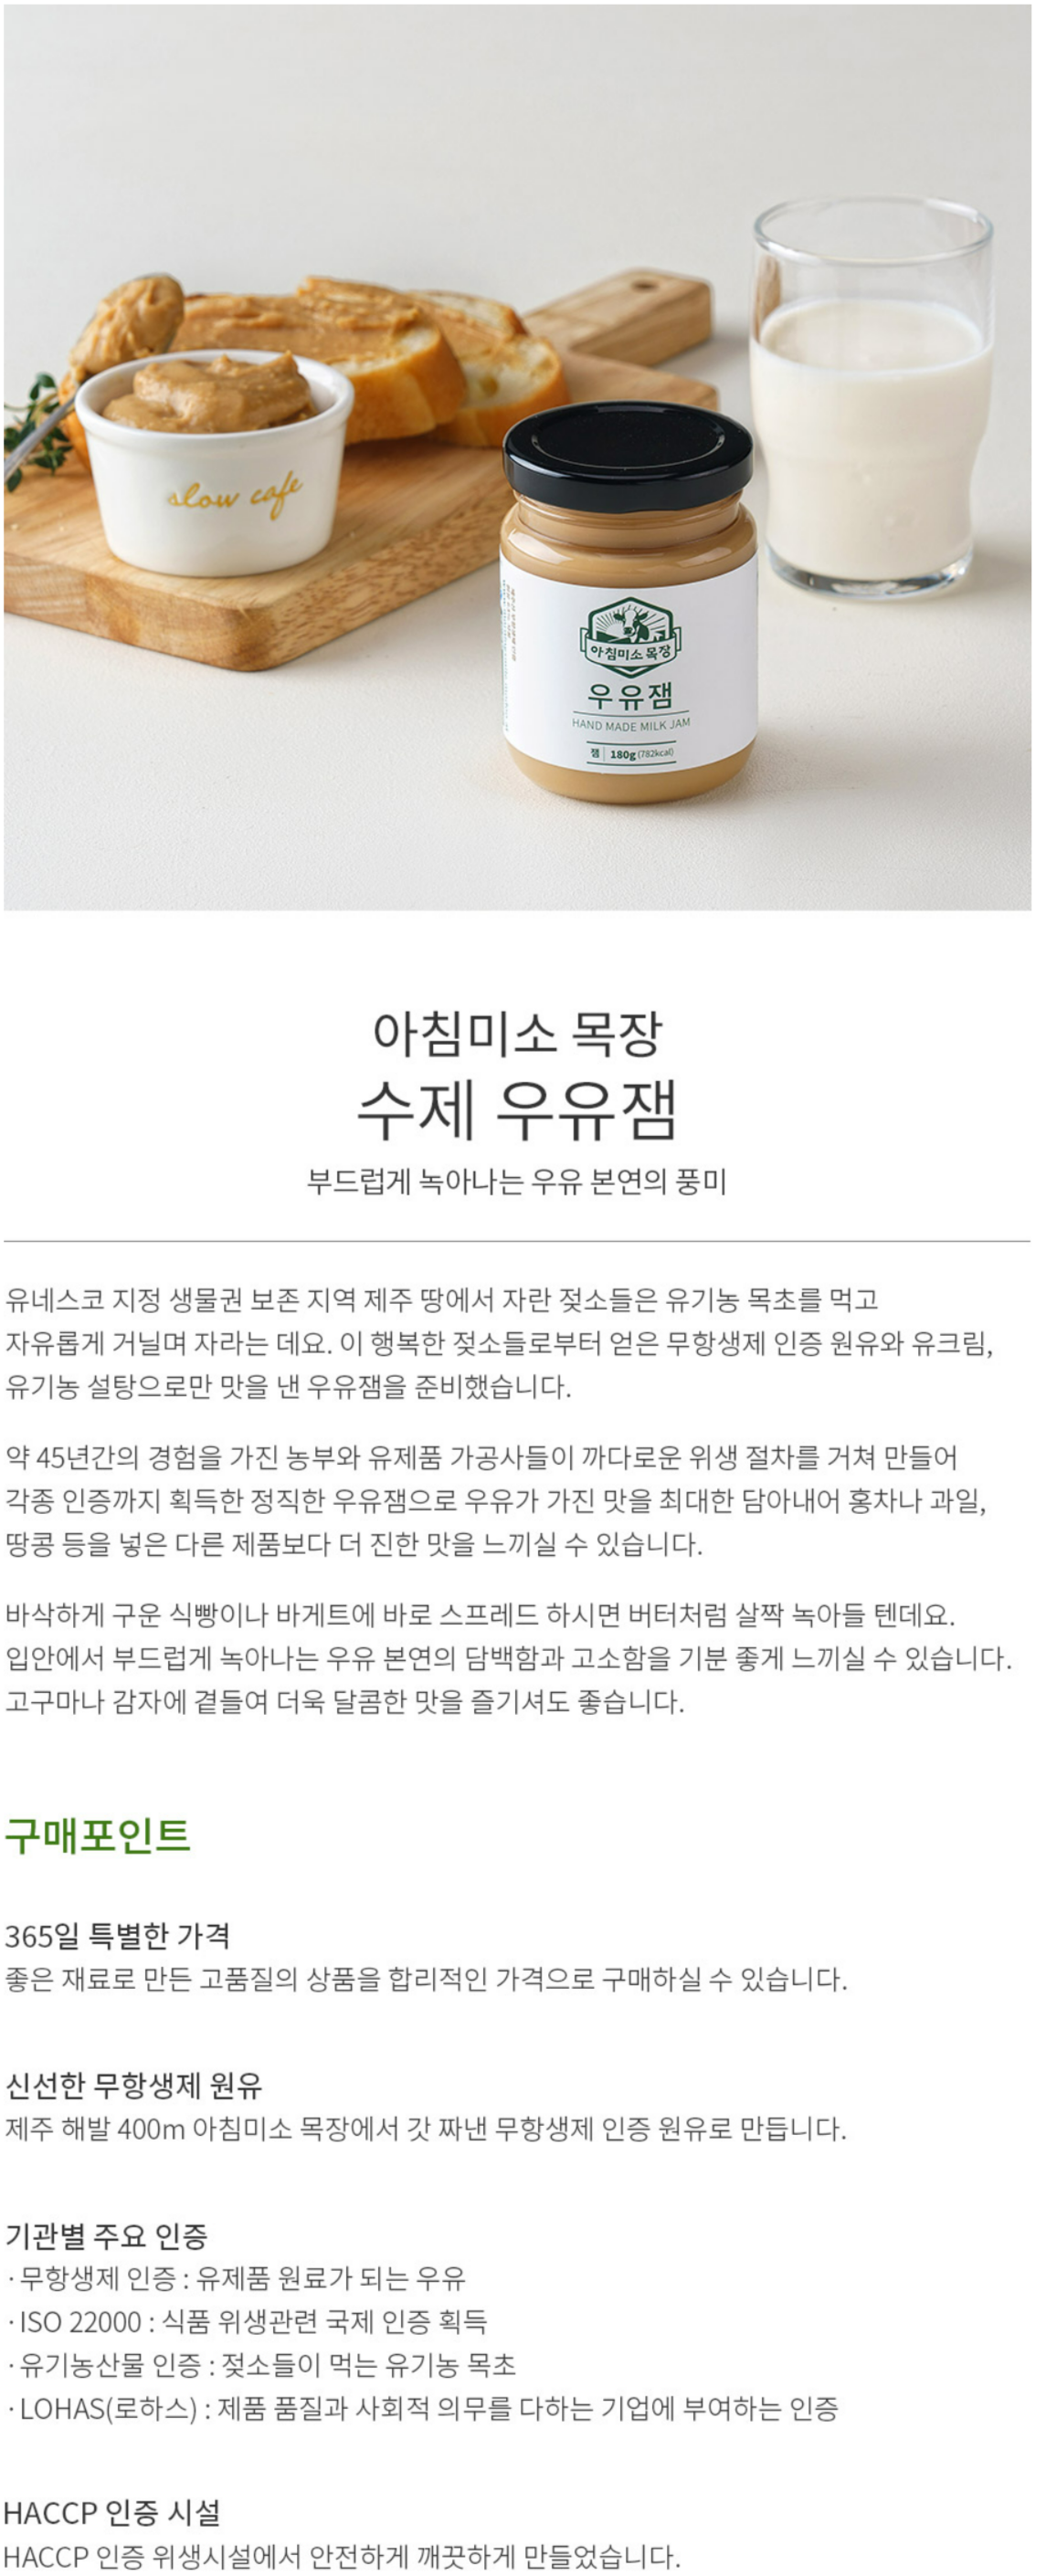 slow cafe
아침미소 목장
우유잼
HAND MADE MILK JAM
잼 180g (782kcal)
아침미소 목장
수제 우유잼
부드럽게 녹아나는 우유 본연의 풍미
유네스코 지정 생물권 보존 지역 제주 땅에서 자란 젖소들은 유기농 목초를 먹고
자유롭게 거닐며 자라는 데요. 이 행복한 젖소들로부터 얻은 무항생제 인증 원유와 유크림,
유기농 설탕으로만 맛을 낸 우유잼을 준비했습니다.
약 45년간의 경험을 가진 농부와 유제품 가공사들이 까다로운 위생 절차를 거쳐 만들어
각종 인증까지 획득한 정직한 우유잼으로 우유가 가진 맛을 최대한 담아내어 홍차나 과일,
땅콩 등을 넣은 다른 제품보다 더 진한 맛을 느끼실 수 있습니다.
바삭하게 구운 식빵이나 바게트에 바로 스프레드 하시면 버터처럼 살짝 녹아들 텐데요.
입안에서 부드럽게 녹아나는 우유 본연의 담백함과 고소함을 기분 좋게 느끼실 수 있습니다.
고구마나 감자에 곁들여 더욱 달콤한 맛을 즐기셔도 좋습니다.
구매포인트
365일 특별한 가격
좋은 재료로 만든 고품질의 상품을 합리적인 가격으로 구매하실 수 있습니다.
신선한 무항생제 원유
제주 해발 400m 아침미소 목장에서 갓 짜낸 무항생제 인증 원유로 만듭니다.
기관별 주요 인증
· 무항생제 인증 : 유제품 원료가 되는 우유
· ISO 22000 : 식품 위생관련 국제 인증 획득
· 유기농산물 인증 : 젖소들이 먹는 유기농 목초
· LOHAS(로하스) : 제품 품질과 사회적 의무를 다하는 기업에 부여하는 인증
HACCP 인증 시설
HACCP 인증 위생시설에서 안전하게 깨끗하게 만들었습니다.